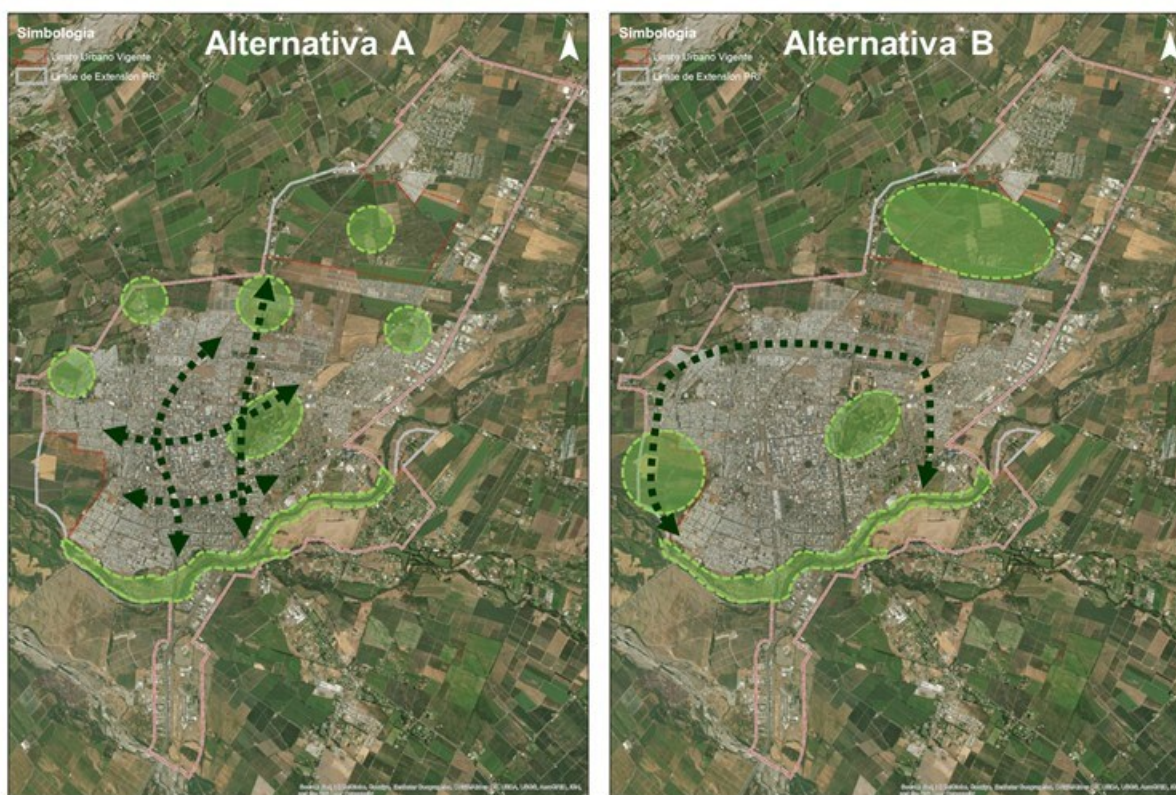 Simbología
Alternativa A
Límite Urbano Vigente
Límite de Extensión PRI
Simbología
Alternativa B
Límite Urbano Vigente
Límite de Extensión PRI